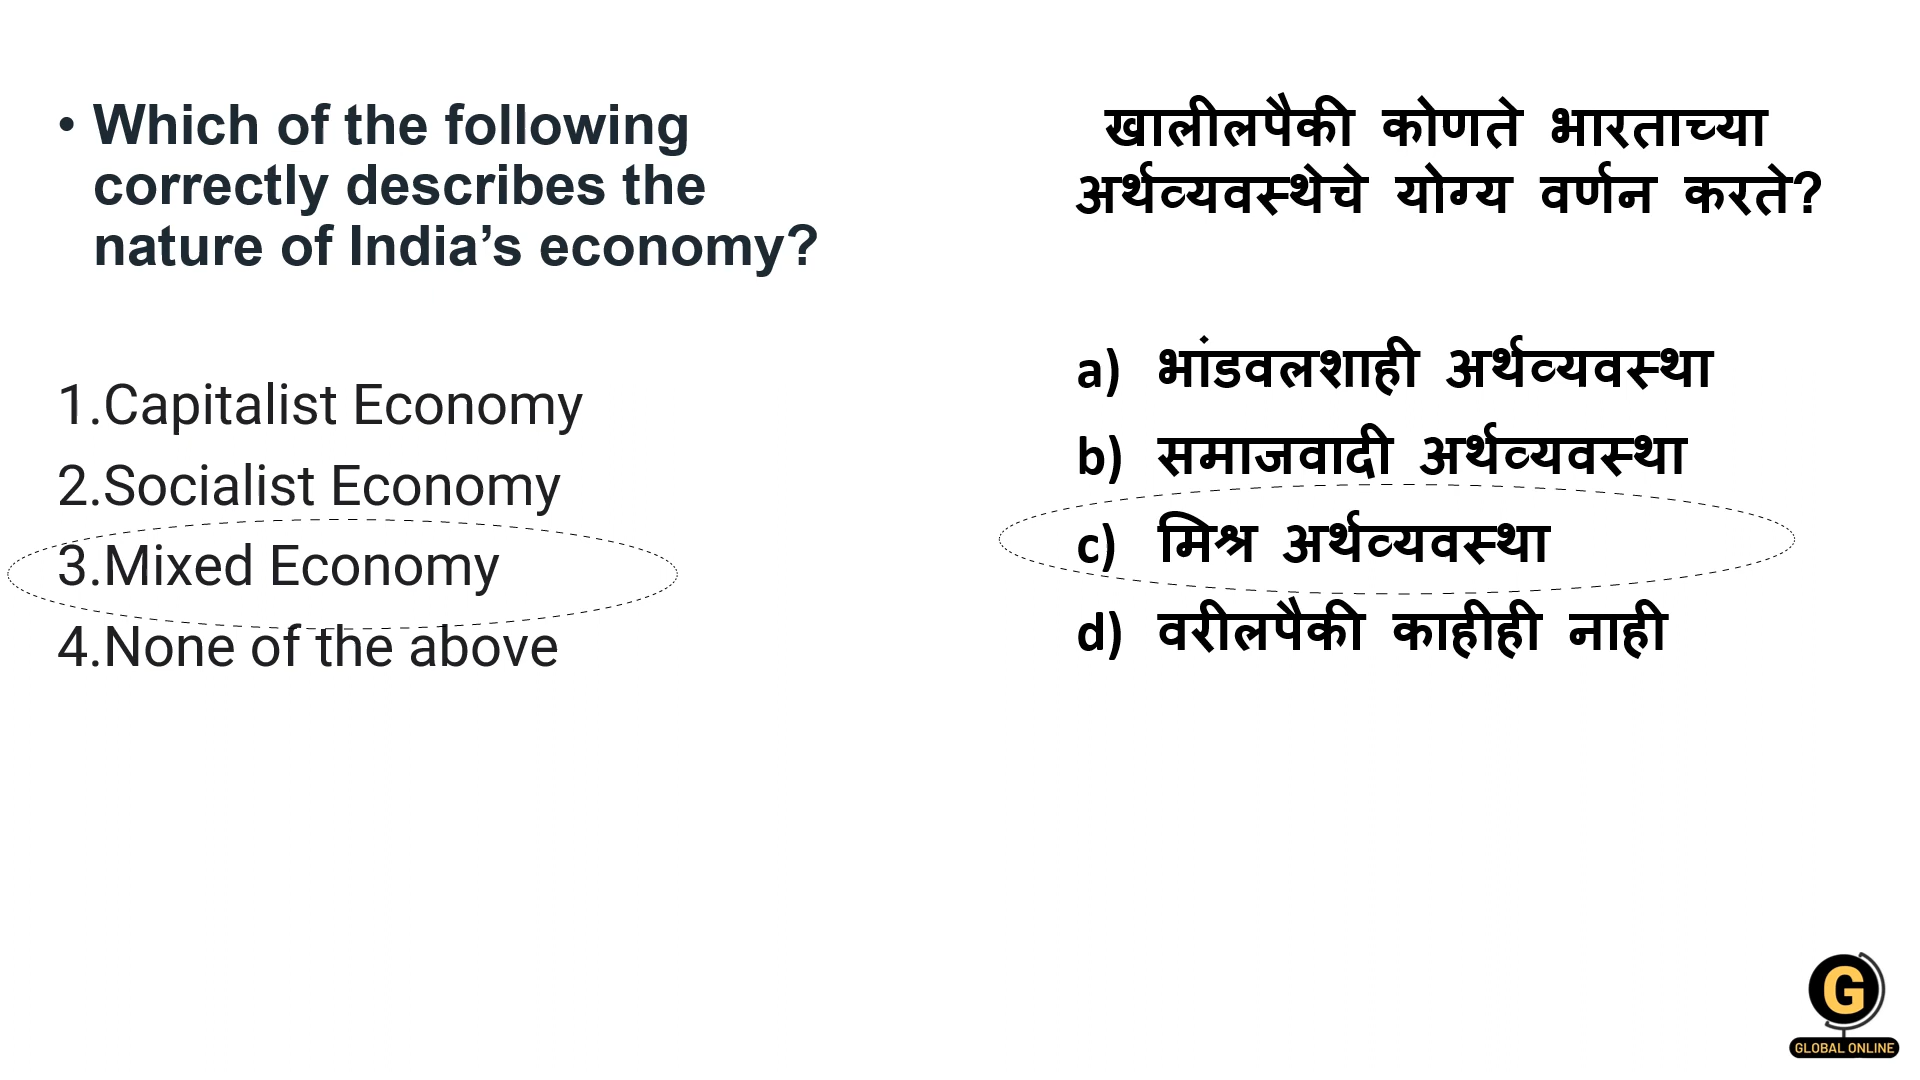 • Which of the following
correctly describes the
nature of India’s economy?
1.Capitalist Economy
2.Socialist Economy
3.Mixed Economy
4.None of the above
खालीलपैकी कोणते भारताच्या
अर्थव्यवस्थेचे योग्य वर्णन करते?
a) भांडवलशाही अर्थव्यवस्था
b) समाजवादी अर्थव्यवस्था
c) मिश्र अर्थव्यवस्था
d) वरीलपैकी काहीही नाही
G
GLOBAL ONLINE